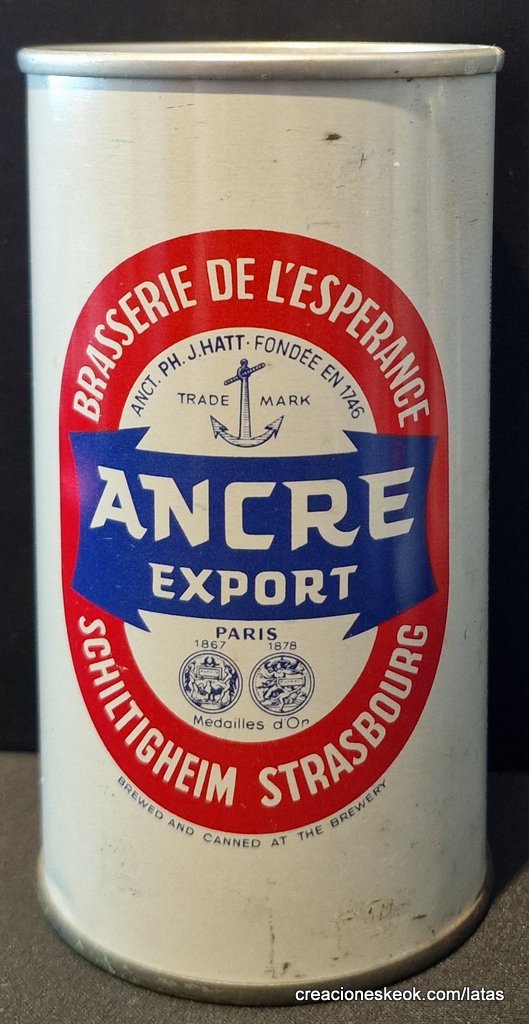 BRASSERIE DE L'ESPERANCE
ANCT. PH. J. HATT · FONDÉE EN 1746
TRADE MARK
ANCRE
EXPORT
PARIS
1867 1878
Médailles d'Or
SCHILTIGHEIM STRASBOURG
BREWED AND CANNED AT THE BREWERY
creacioneskeok.com/latas